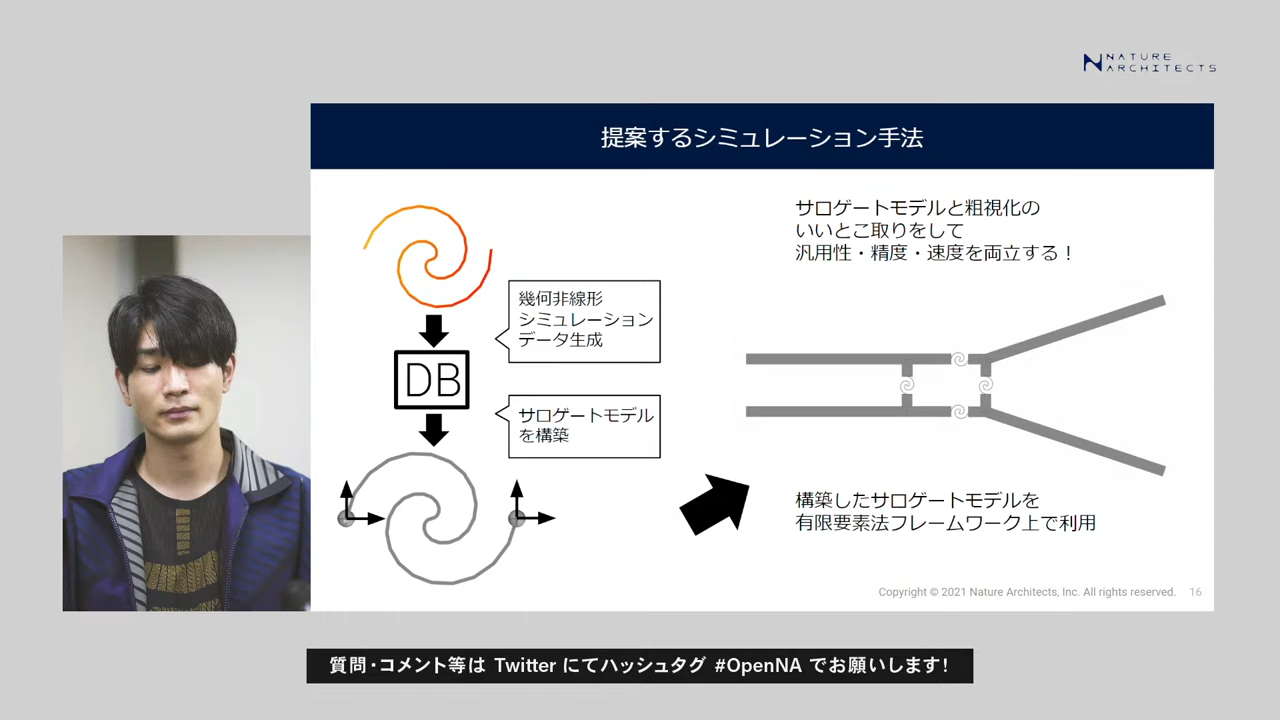 NATURE
ARCHITECTS
提案するシミュレーション手法
サロゲートモデルと粗視化の
いいとこ取りをして
汎用性・精度・速度を両立する！
幾何非線形
シミュレーション
データ生成
DB
サロゲートモデル
を構築
構築したサロゲートモデルを
有限要素法フレームワーク上で利用
Copyright © 2021 Nature Architects, Inc. All rights reserved. 16
質問・コメント等は Twitter にてハッシュタグ #OpenNA でお願いします!